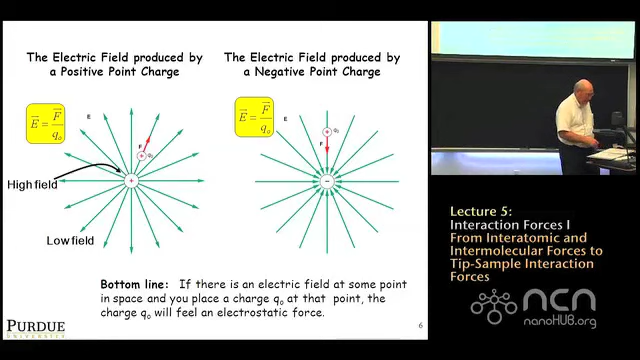 The Electric Field produced by
a Positive Point Charge
The Electric Field produced by
a Negative Point Charge
E = F / q₀
E
F
q₀
+
High field
Low field
E = F / q₀
E
q₀
+
F
−
Bottom line: If there is an electric field at some point
in space and you place a charge q₀ at that point, the
charge q₀ will feel an electrostatic force.
PURDUE
UNIVERSITY
6
Lecture 5:
Interaction Forces I
From Interatomic and
Intermolecular Forces to
Tip-Sample Interaction
Forces
ncn
nanoHUB.org